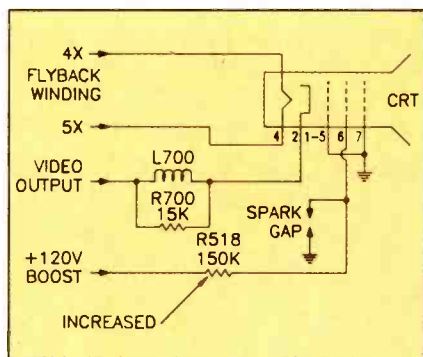 4X
FLYBACK
WINDING
5X
CRT
4 2 1-5 6 7
VIDEO
OUTPUT
L700
R700
15K
SPARK
GAP
R518
150K
+120V
BOOST
INCREASED